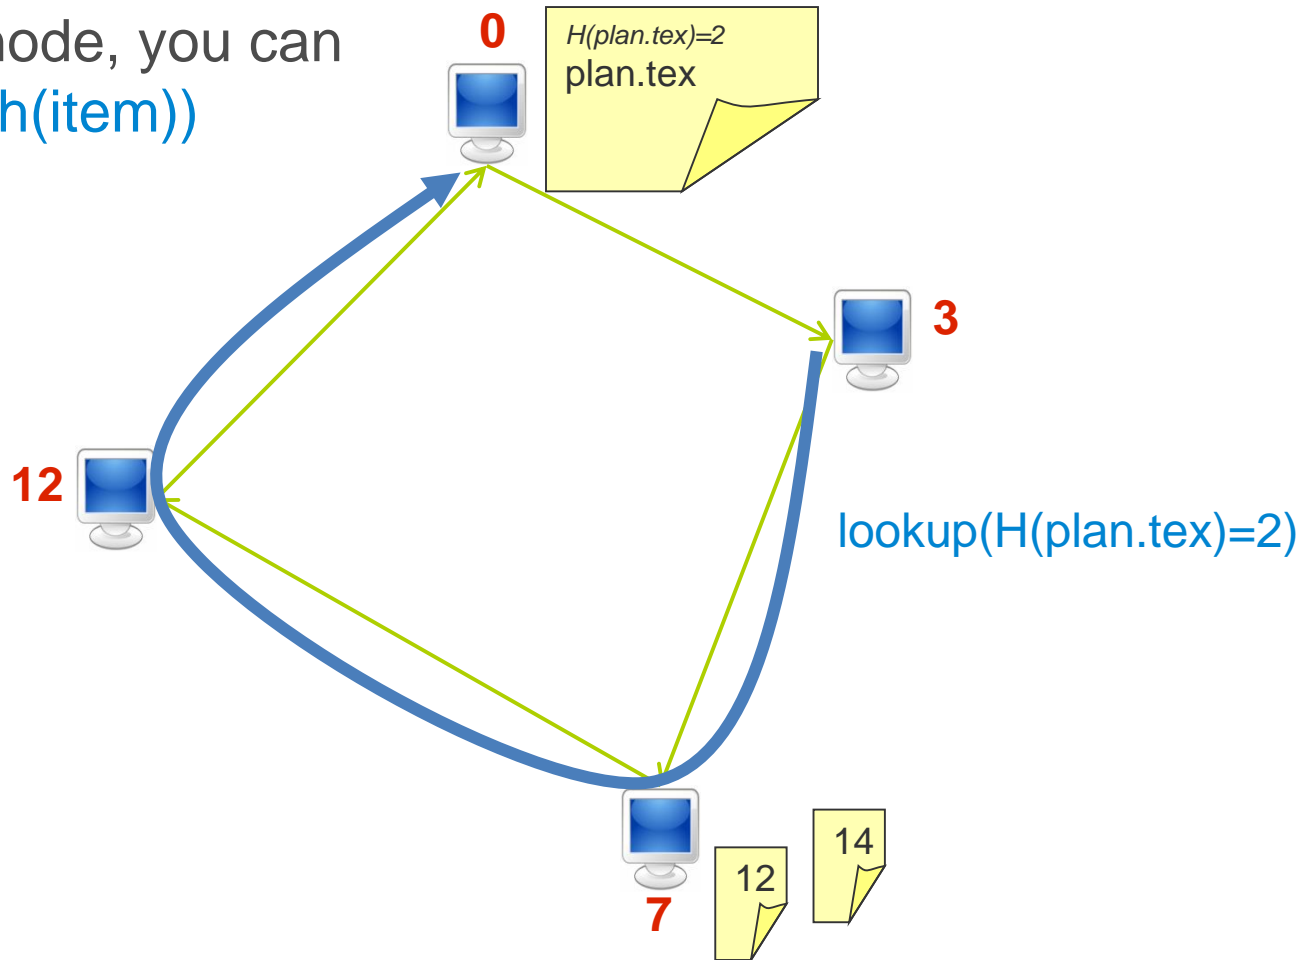 node, you can
h(item))
0
H(plan.tex)=2
plan.tex
3
12
lookup(H(plan.tex)=2)
14
12
7